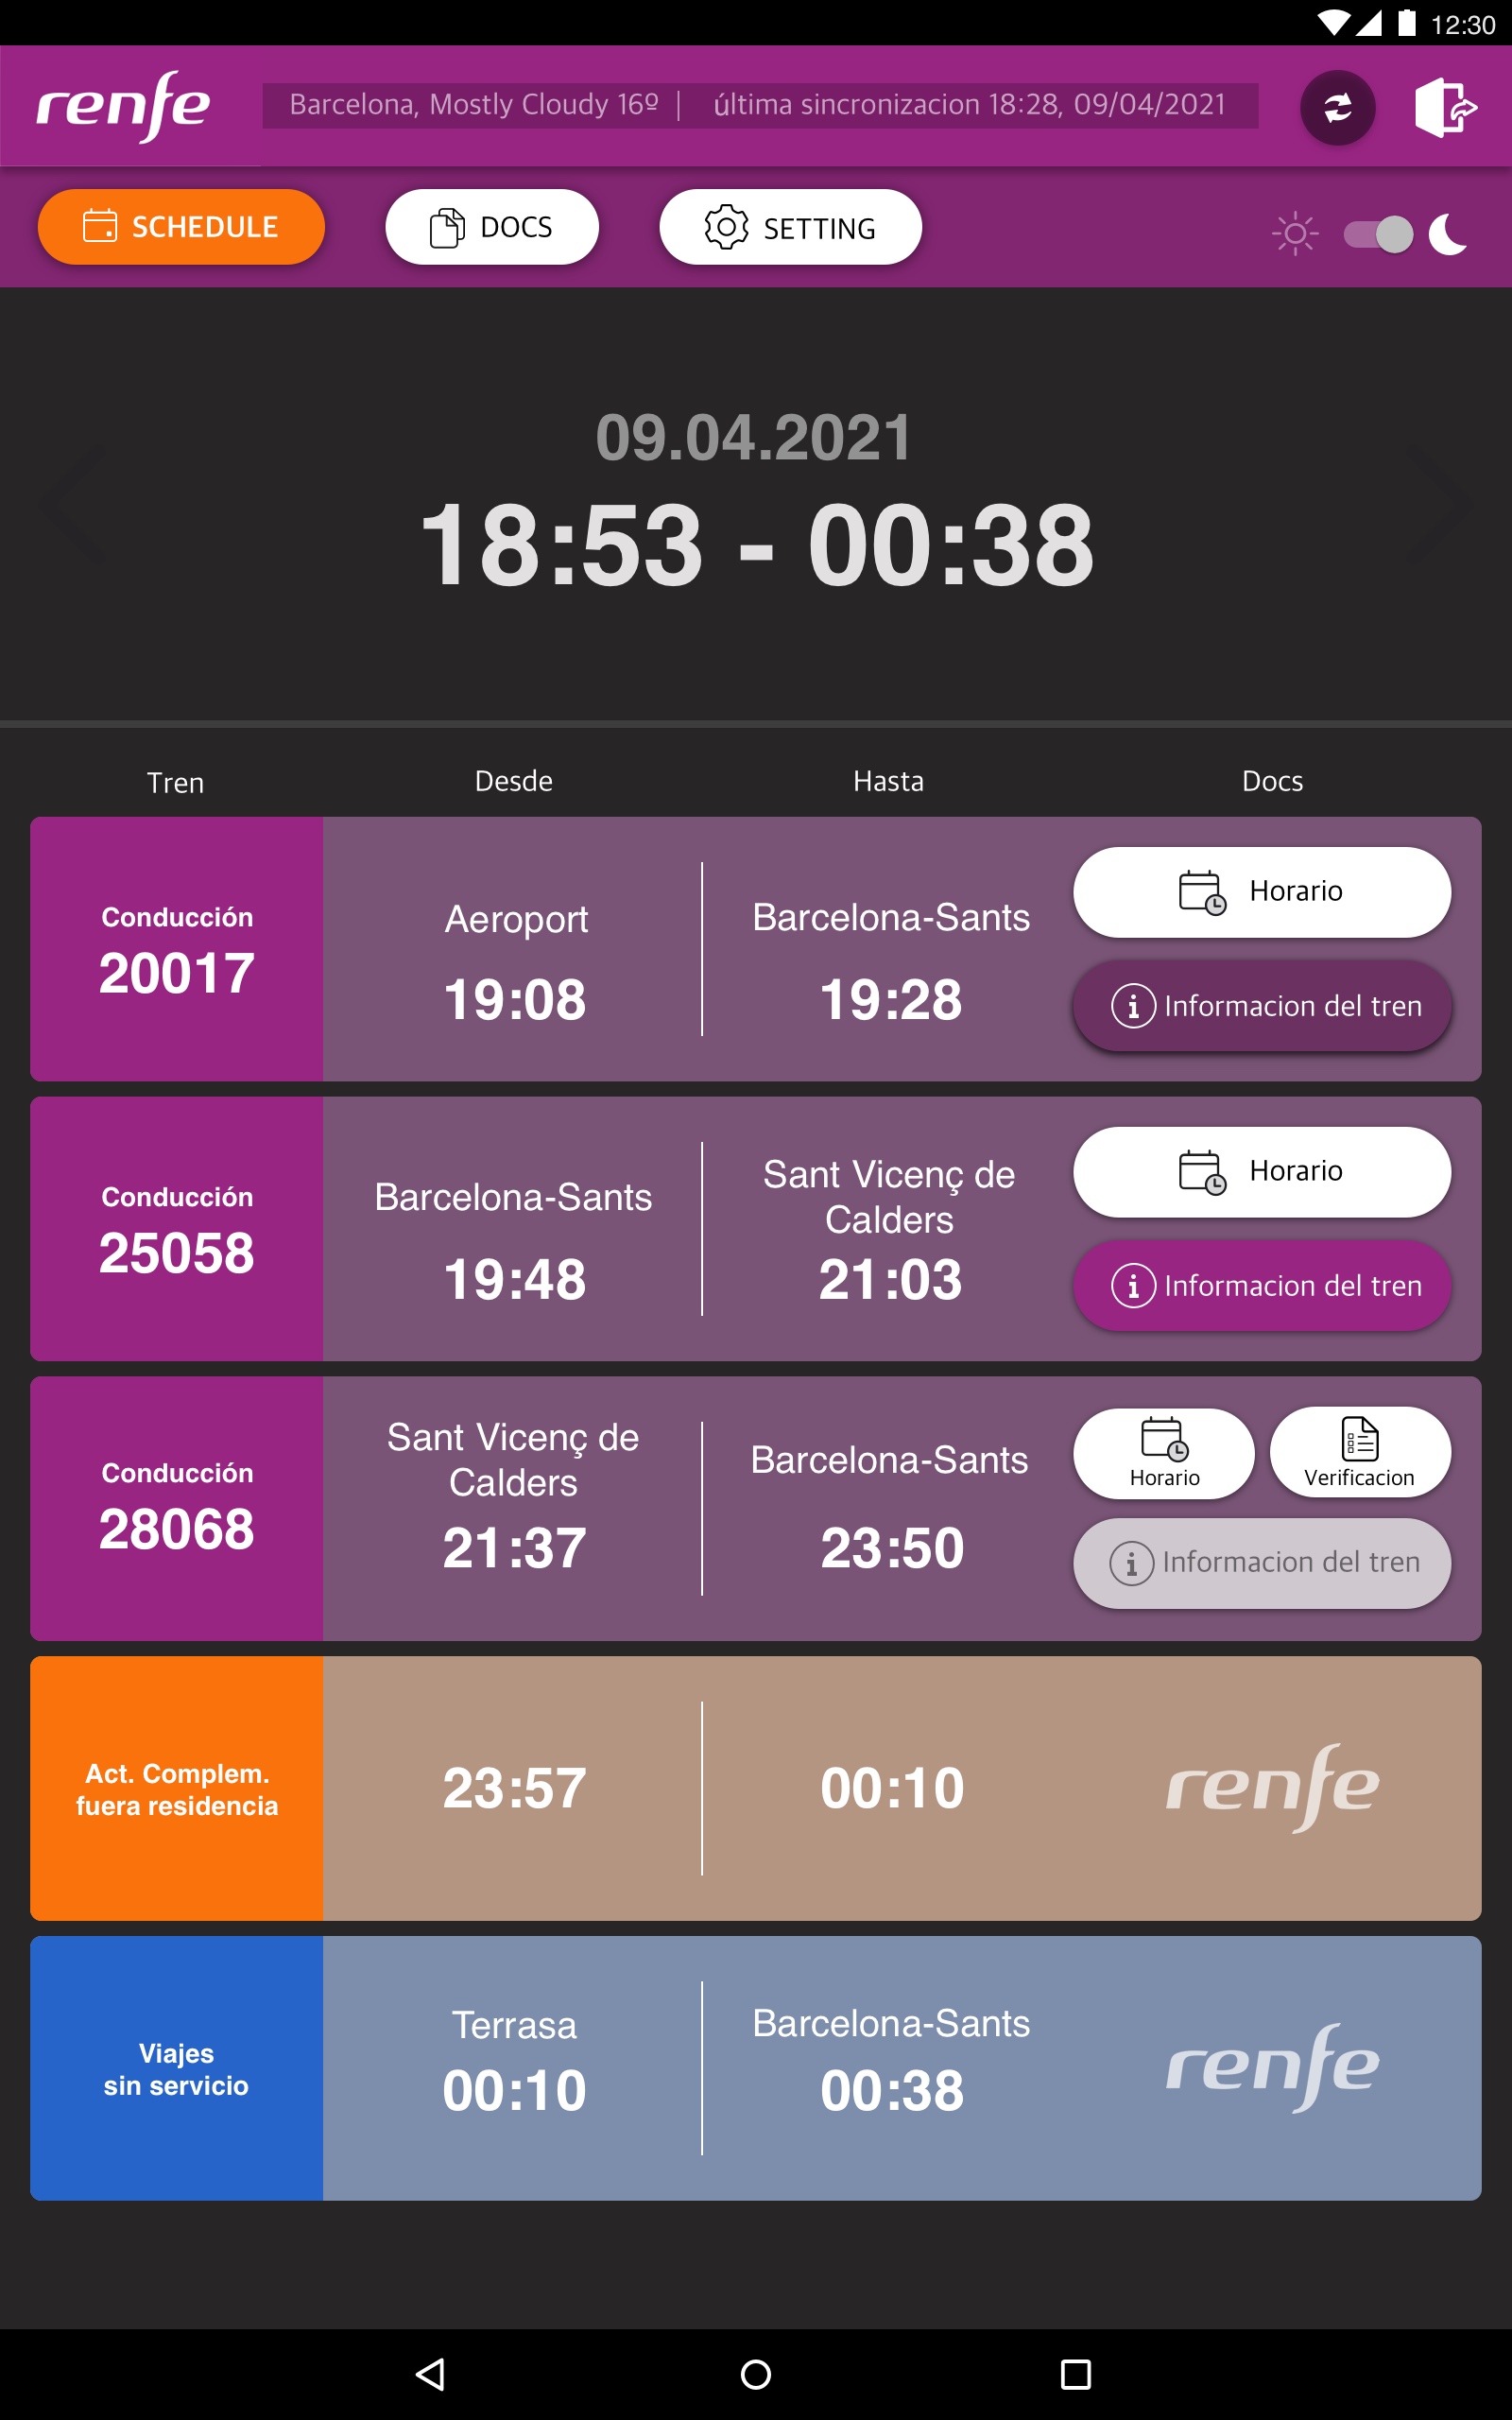 12:30
renfe
Barcelona, Mostly Cloudy 16º | última sincronizacion 18:28, 09/04/2021
SCHEDULE
DOCS
SETTING
09.04.2021
18:53 - 00:38
Tren
Desde
Hasta
Docs
Conducción
20017
Aeroport
19:08
Barcelona-Sants
19:28
Horario
Informacion del tren
Conducción
25058
Barcelona-Sants
19:48
Sant Vicenç de
Calders
21:03
Horario
Informacion del tren
Conducción
28068
Sant Vicenç de
Calders
21:37
Barcelona-Sants
23:50
Horario
Verificacion
Informacion del tren
Act. Complem.
fuera residencia
23:57
00:10
renfe
Viajes
sin servicio
Terrasa
00:10
Barcelona-Sants
00:38
renfe